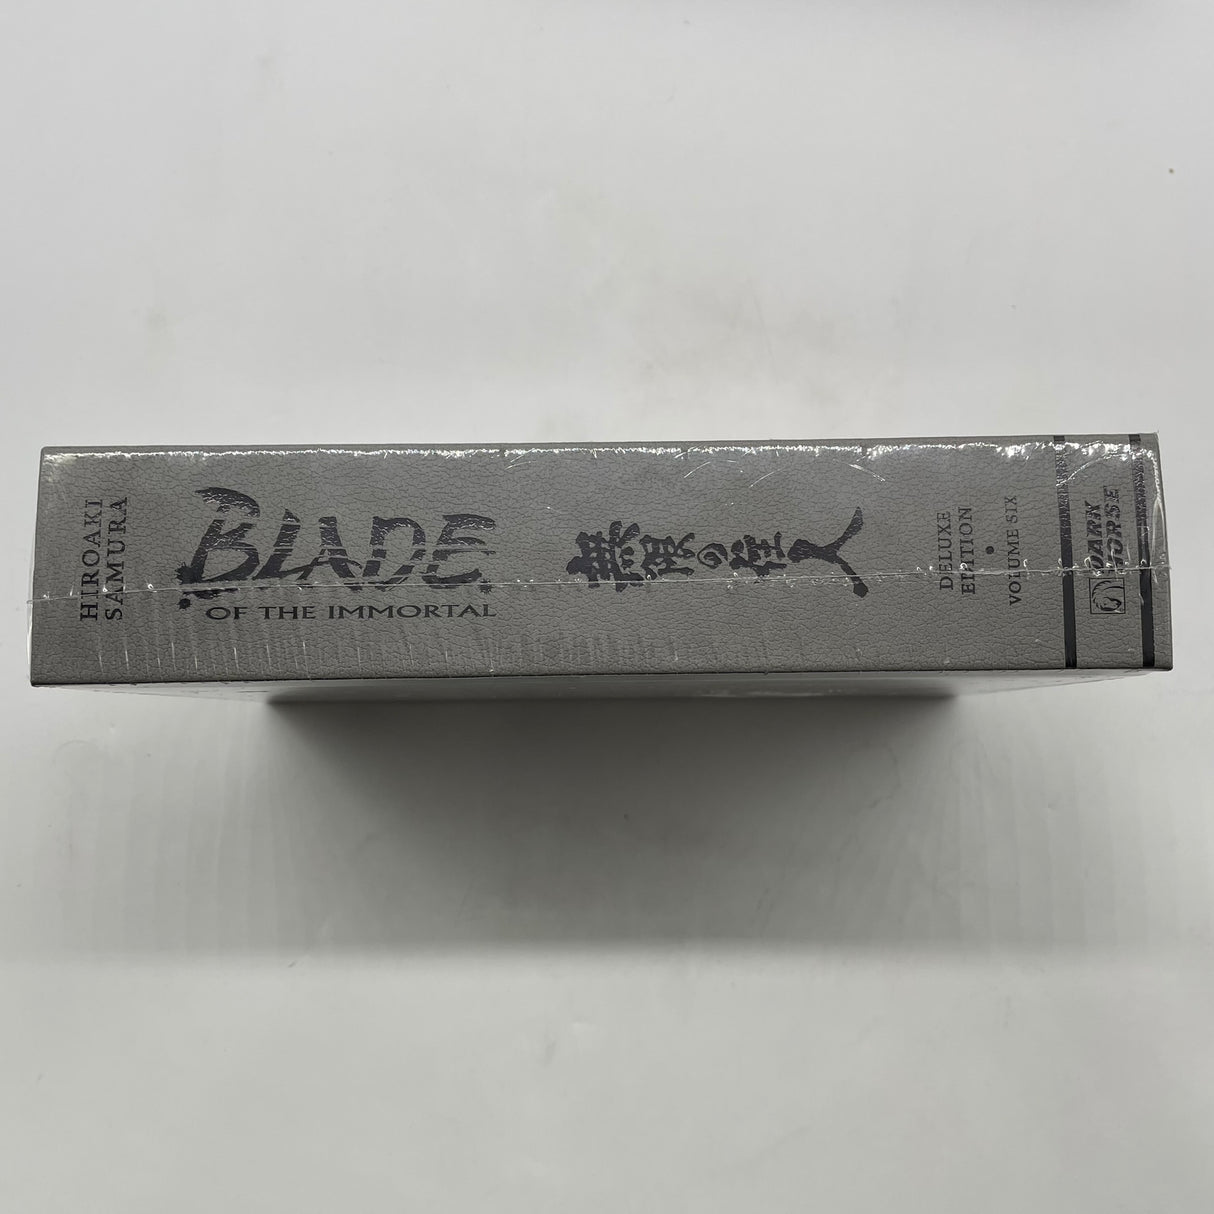 HIROAKI
SAMURA
BLADE
OF THE IMMORTAL
無限の住人
DELUXE
EDITION
•
VOLUME SIX
DARK
HORSE